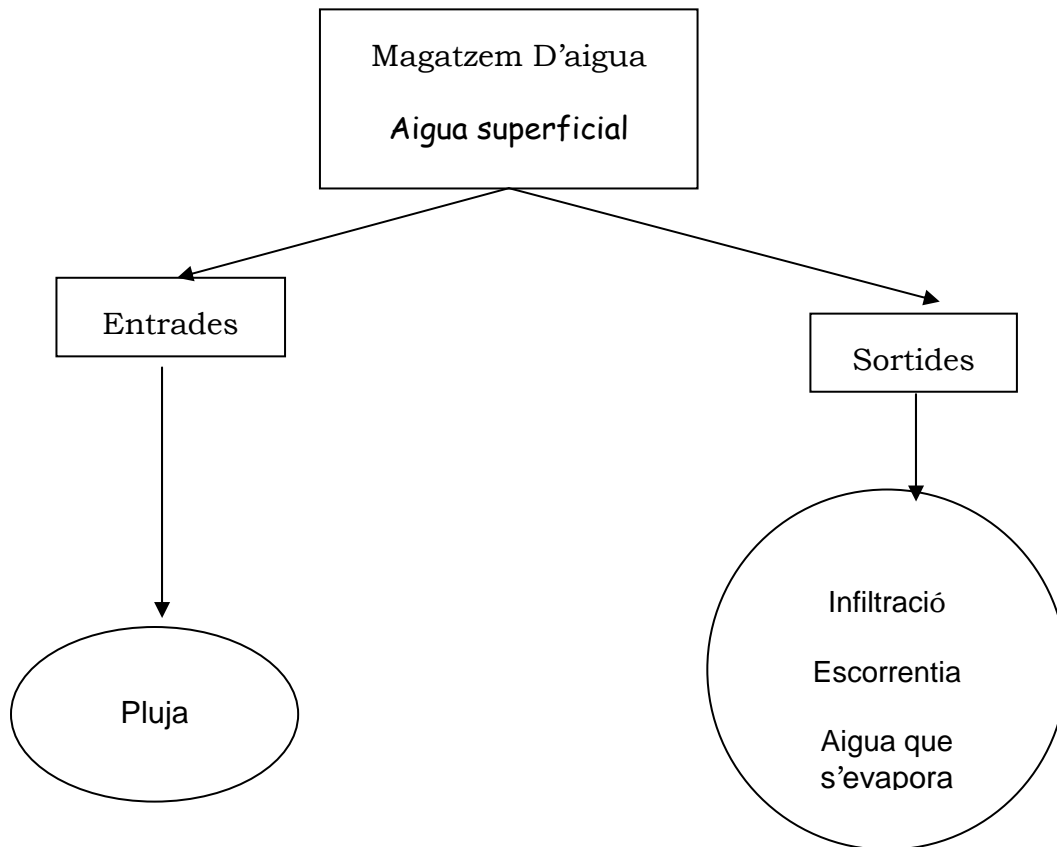 Magatzem D’aigua
Aigua superficial
Entrades
Sortides
Pluja
Infiltració
Escorrentia
Aigua que
s’evapora